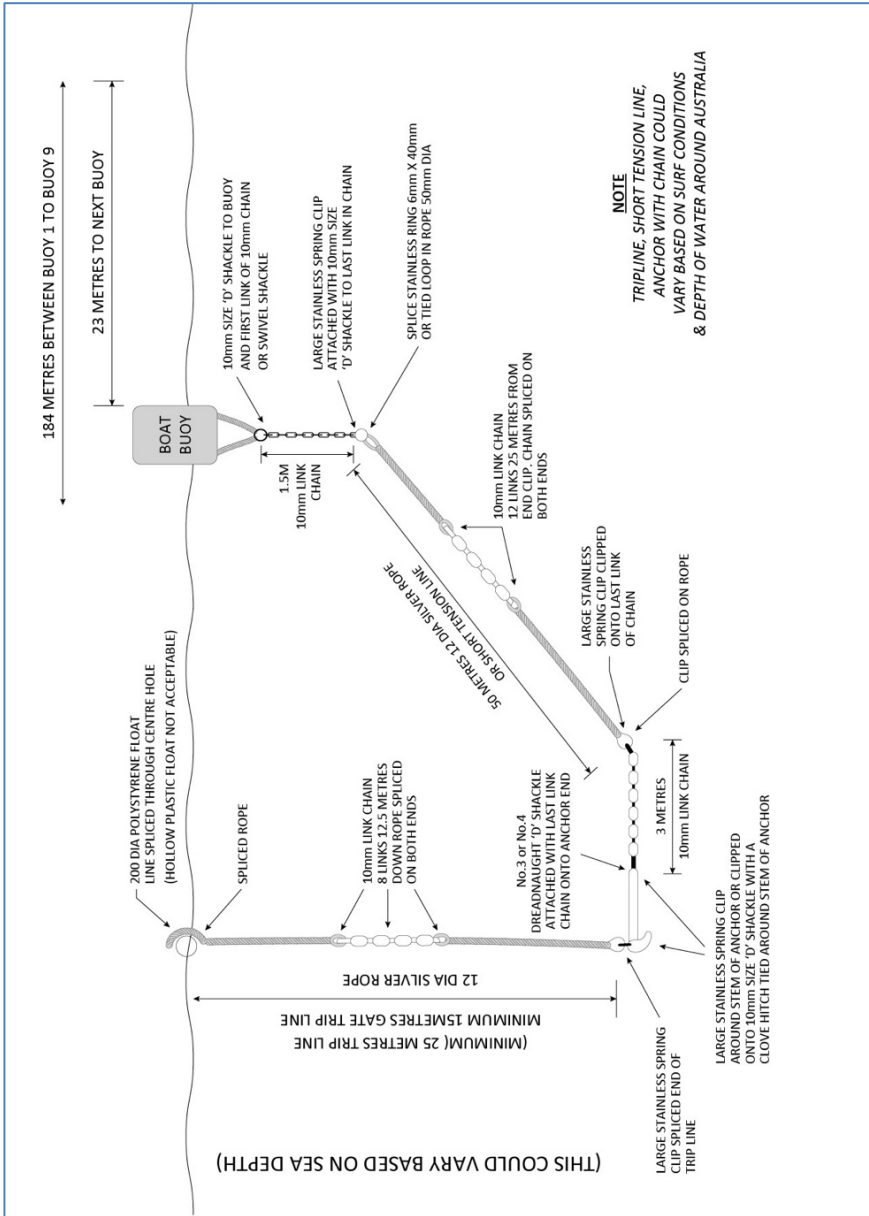 184 METRES BETWEEN BUOY 1 TO BUOY 9
23 METRES TO NEXT BUOY
BOAT
BUOY
10mm SIZE 'D' SHACKLE TO BUOY
AND FIRST LINK OF 10mm CHAIN
OR SWIVEL SHACKLE
1.5M
10mm LINK
CHAIN
LARGE STAINLESS SPRING CLIP
ATTACHED WITH 10mm SIZE
'D' SHACKLE TO LAST LINK IN CHAIN
SPLICE STAINLESS RING 6mm X 40mm
OR TIED LOOP IN ROPE 50mm DIA
10mm LINK CHAIN
12 LINKS 25 METRES FROM
END CLIP. CHAIN SPLICED ON
BOTH ENDS
50 METRES 12 DIA SILVER ROPE
OR SHORT TENSION LINE
LARGE STAINLESS
SPRING CLIP CLIPPED
ONTO LAST LINK
OF CHAIN
CLIP SPLICED ON ROPE
200 DIA POLYSTYRENE FLOAT
LINE SPLICED THROUGH CENTRE HOLE
(HOLLOW PLASTIC FLOAT NOT ACCEPTABLE)
SPLICED ROPE
10mm LINK CHAIN
8 LINKS 12.5 METRES
DOWN ROPE SPLICED
ON BOTH ENDS
No.3 or No.4
DREADNAUGHT 'D' SHACKLE
ATTACHED WITH LAST LINK
CHAIN ONTO ANCHOR END
3 METRES
10mm LINK CHAIN
12 DIA SILVER ROPE
MINIMUM 15METRES GATE TRIP LINE
(MINIMUM( 25 METRES TRIP LINE
(THIS COULD VARY BASED ON SEA DEPTH)
LARGE STAINLESS SPRING
CLIP SPLICED END OF
TRIP LINE
LARGE STAINLESS SPRING CLIP
AROUND STEM OF ANCHOR OR CLIPPED
ONTO 10mm SIZE 'D' SHACKLE WITH A
CLOVE HITCH TIED AROUND STEM OF ANCHOR
NOTE
TRIPLINE, SHORT TENSION LINE,
ANCHOR WITH CHAIN COULD
VARY BASED ON SURF CONDITIONS
& DEPTH OF WATER AROUND AUSTRALIA